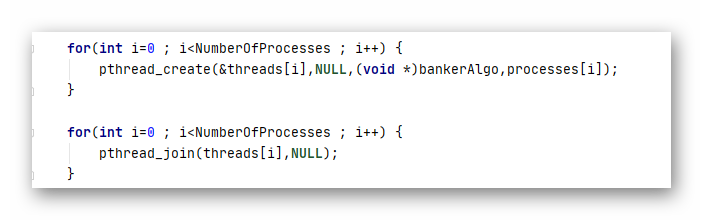 for(int i=0 ; i<NumberOfProcesses ; i++) {
pthread_create(&threads[i],NULL,(void *)bankerAlgo,processes[i]);
}
for(int i=0 ; i<NumberOfProcesses ; i++) {
pthread_join(threads[i],NULL);
}